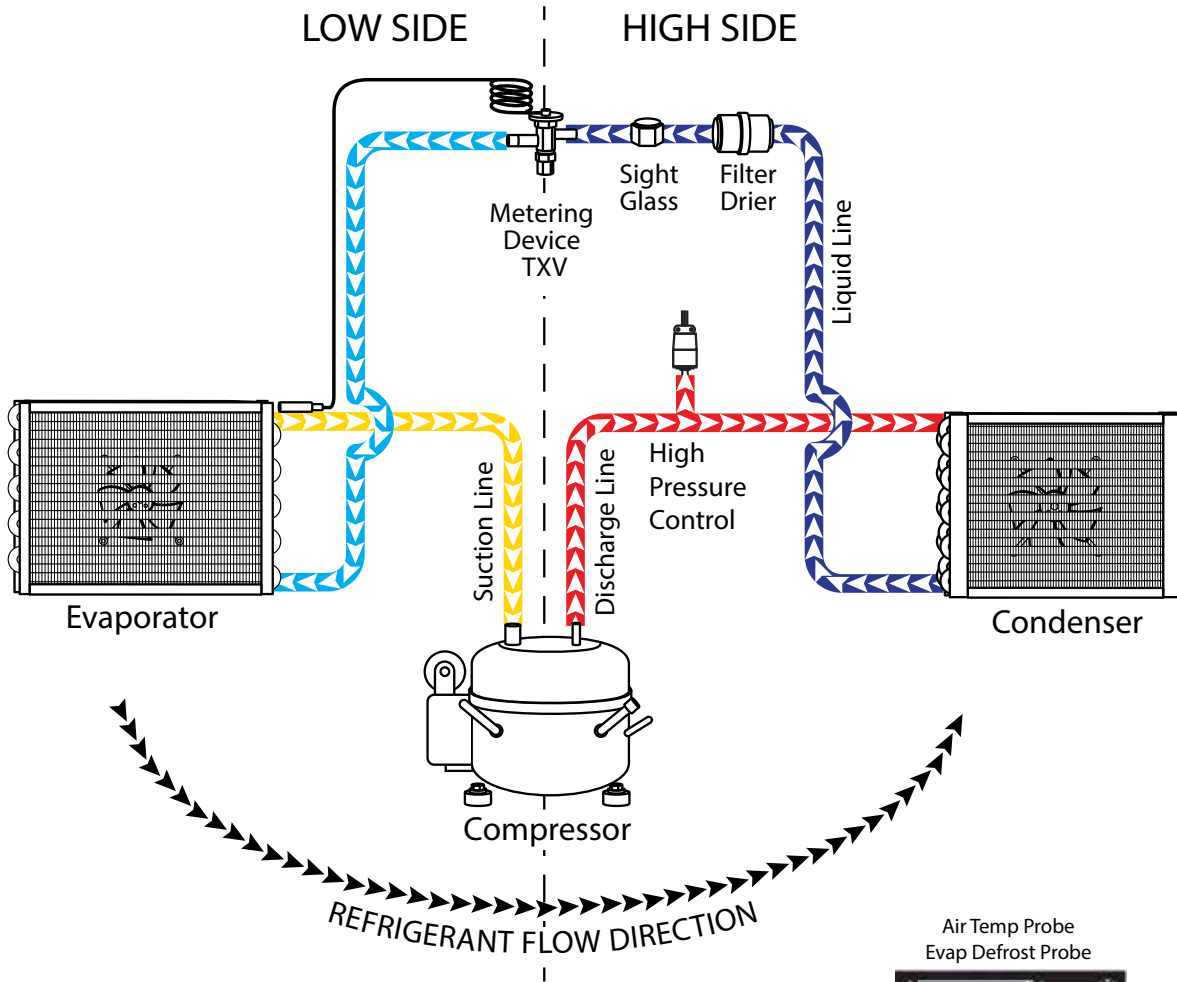 LOW SIDE
HIGH SIDE
Sight
Glass
Filter
Drier
Metering
Device
TXV
Liquid Line
High
Pressure
Control
Suction Line
Discharge Line
Evaporator
Condenser
Compressor
REFRIGERANT FLOW DIRECTION
Air Temp Probe
Evap Defrost Probe